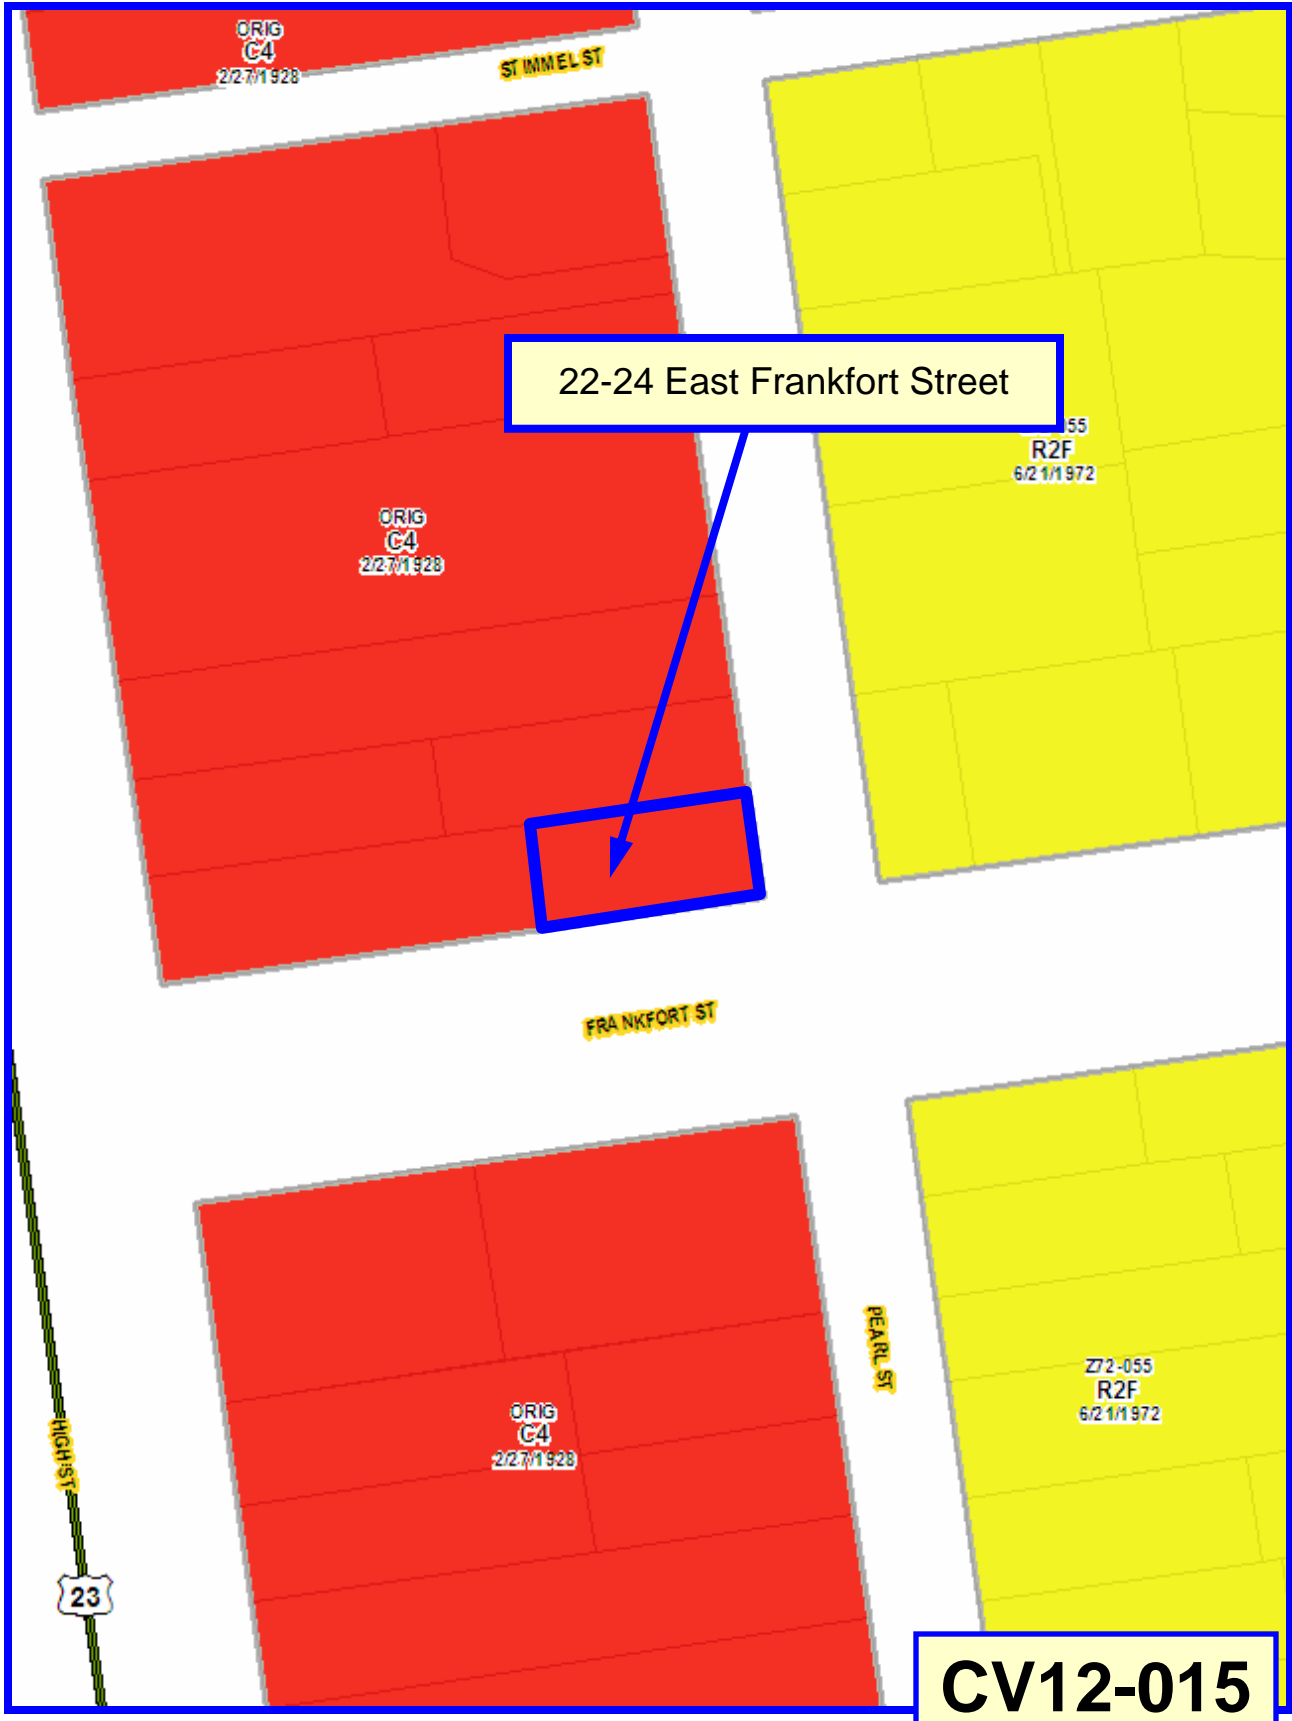 ORIG
C4
2/27/1928
STIMMEL ST
22-24 East Frankfort Street
55
R2F
6/21/1972
ORIG
C4
2/27/1928
FRANKFORT ST
PEARL ST
Z72-055
R2F
6/21/1972
ORIG
C4
2/27/1928
HIGH ST
23
CV12-015